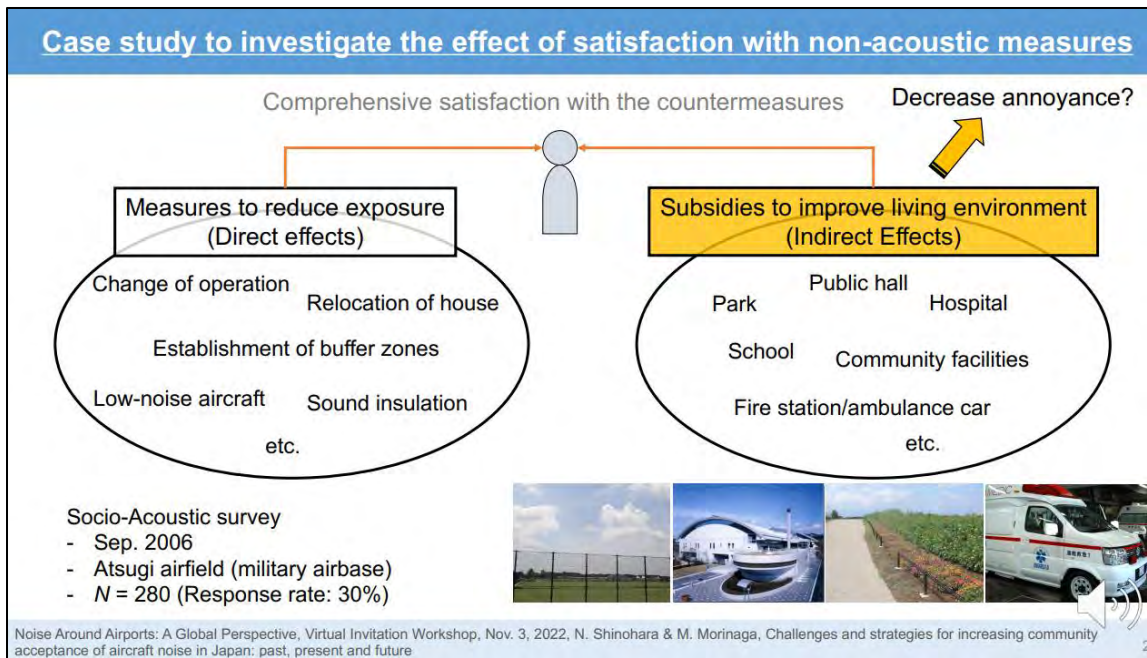 Case study to investigate the effect of satisfaction with non-acoustic measures
Comprehensive satisfaction with the countermeasures
Decrease annoyance?
Measures to reduce exposure
(Direct effects)
Change of operation
Relocation of house
Establishment of buffer zones
Low-noise aircraft
Sound insulation
etc.
Subsidies to improve living environment
(Indirect Effects)
Public hall
Park
Hospital
School
Community facilities
Fire station/ambulance car
etc.
Socio-Acoustic survey
- Sep. 2006
- Atsugi airfield (military airbase)
- N = 280 (Response rate: 30%)
Noise Around Airports: A Global Perspective, Virtual Invitation Workshop, Nov. 3, 2022, N. Shinohara & M. Morinaga, Challenges and strategies for increasing community
acceptance of aircraft noise in Japan: past, present and future